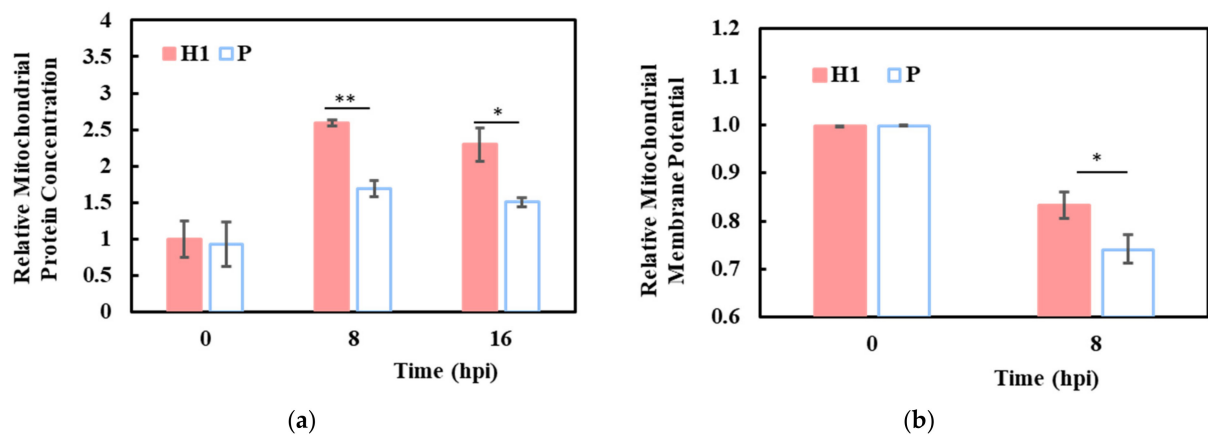 Relative Mitochondrial
Protein Concentration
4
3.5
3
2.5
2
1.5
1
0.5
0
H1 P
**
*
0 8 16
Time (hpi)
(a)
Relative Mitochondrial
Membrane Potential
1.2
1.1
1.0
0.9
0.8
0.7
0.6
H1 P
*
0 8
Time (hpi)
(b)